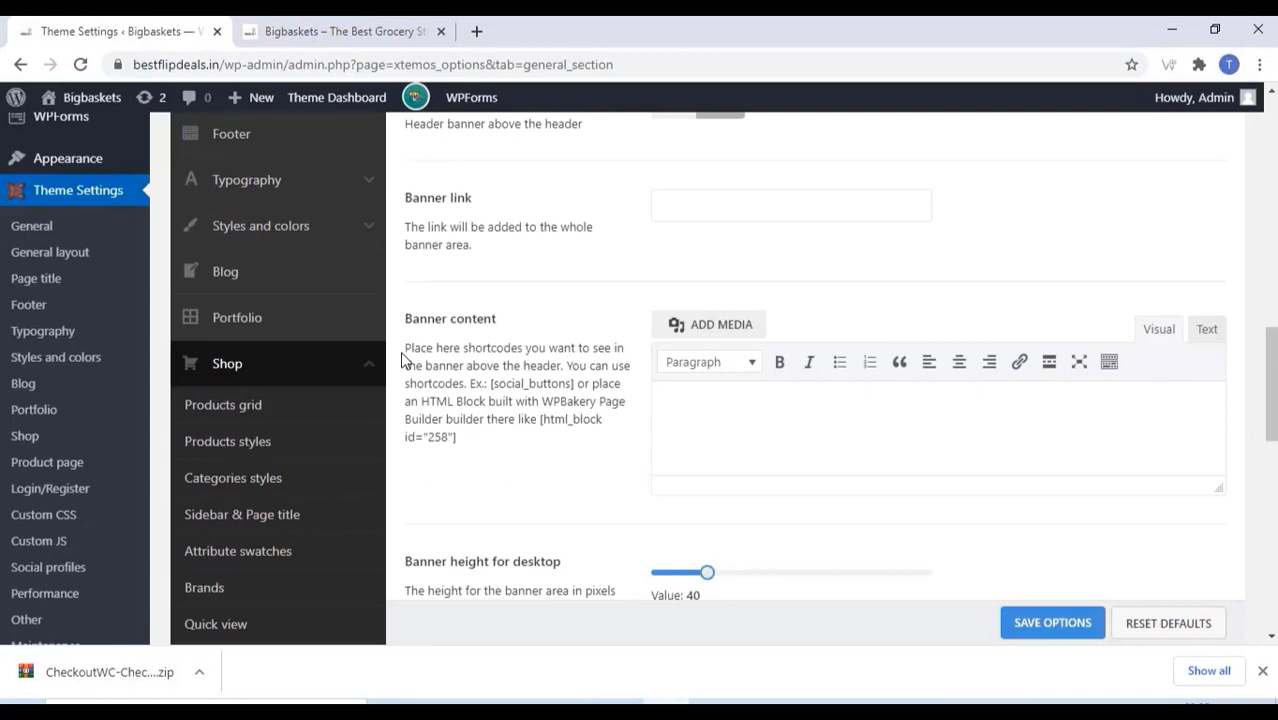 Theme Settings ‹ Bigbaskets — W
Bigbaskets – The Best Grocery St
bestflipdeals.in/wp-admin/admin.php?page=xtemos_options&tab=general_section
T
Bigbaskets
2
0
New
Theme Dashboard
WPForms
Howdy, Admin
WPForms
Appearance
Theme Settings
General
General layout
Page title
Footer
Typography
Styles and colors
Blog
Portfolio
Shop
Product page
Login/Register
Custom CSS
Custom JS
Social profiles
Performance
Other
Maintenance
Footer
Typography
Styles and colors
Blog
Portfolio
Shop
Products grid
Products styles
Categories styles
Sidebar & Page title
Attribute swatches
Brands
Quick view
Header banner above the header
Banner link
The link will be added to the whole
banner area.
Banner content
Place here shortcodes you want to see in
the banner above the header. You can use
shortcodes. Ex.: [social_buttons] or place
an HTML Block built with WPBakery Page
Builder builder there like [html_block
id="258"]
ADD MEDIA
Visual
Text
Paragraph
B
I
Banner height for desktop
The height for the banner area in pixels
Value: 40
SAVE OPTIONS
RESET DEFAULTS
CheckoutWC-Chec....zip
Show all